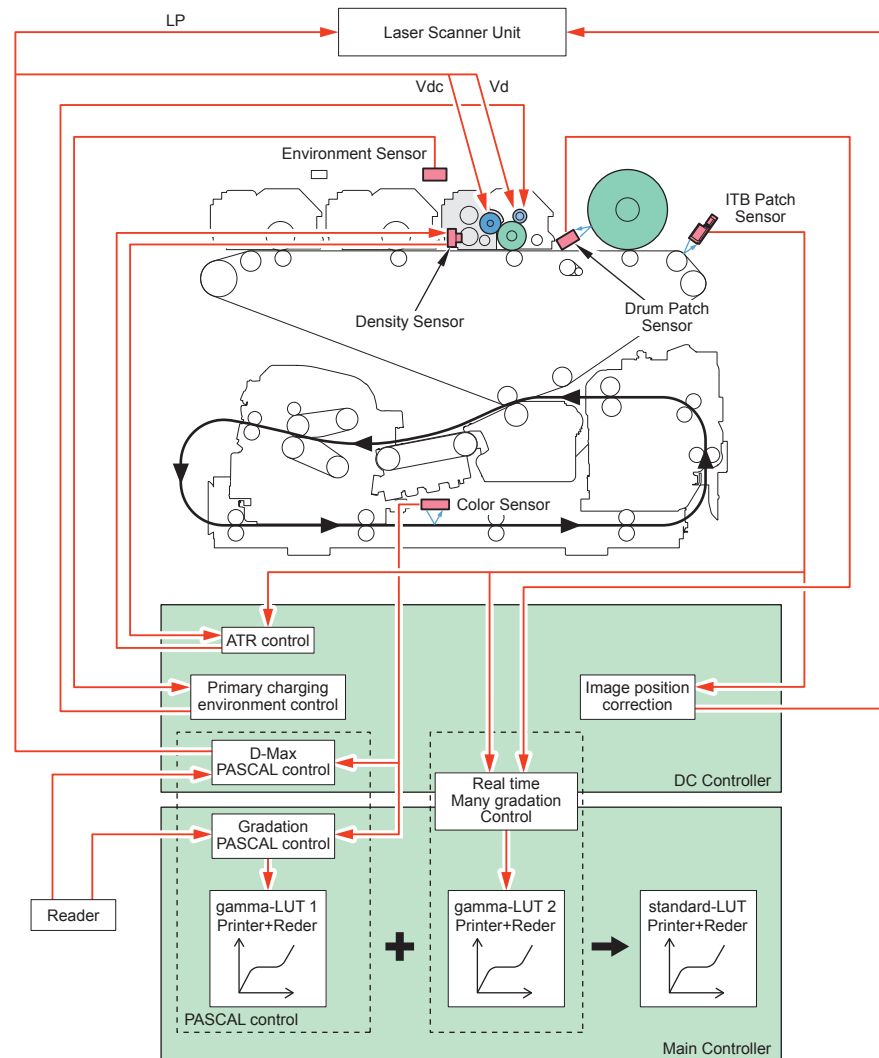 LP
Laser Scanner Unit
Vdc
Vd
Environment Sensor
ITB Patch
Sensor
Density Sensor
Drum Patch
Sensor
Color Sensor
ATR control
Primary charging
environment control
Image position
correction
D-Max
PASCAL control
Real time
Many gradation
Control
DC Controller
Gradation
PASCAL control
Reader
gamma-LUT 1
Printer+Reder
gamma-LUT 2
Printer+Reder
standard-LUT
Printer+Reder
PASCAL control
Main Controller